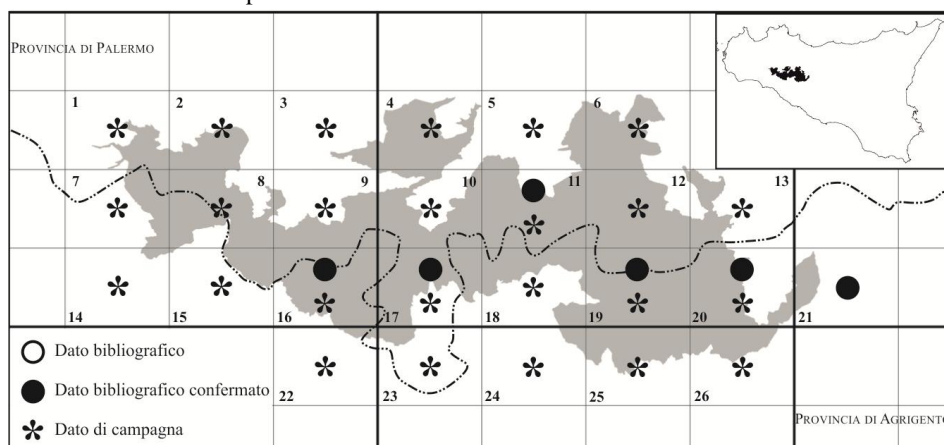 PROVINCIA DI PALERMO
1 2 3 4 5 6
7 8 9 10 11 12 13
14 15 16 17 18 19 20 21
Dato bibliografico
Dato bibliografico confermato
22 23 24 25 26
Dato di campagna
PROVINCIA DI AGRIGENTO